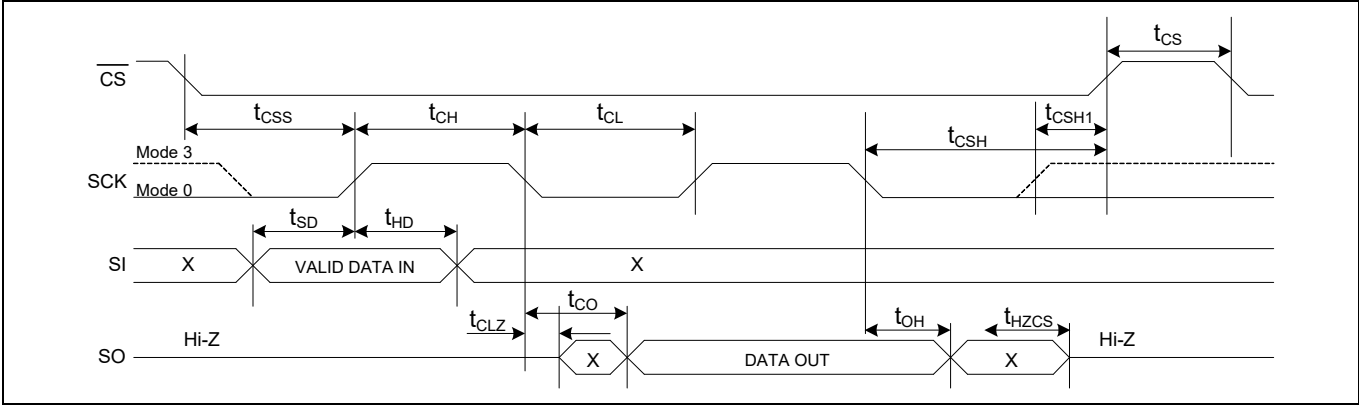 tCS
CS
tCSS
tCH
tCL
tCSH1
tCSH
Mode 3
SCK
Mode 0
tSD
tHD
SI
X
VALID DATA IN
X
tCO
tCLZ
tOH
tHZCS
Hi-Z
Hi-Z
SO
X
DATA OUT
X